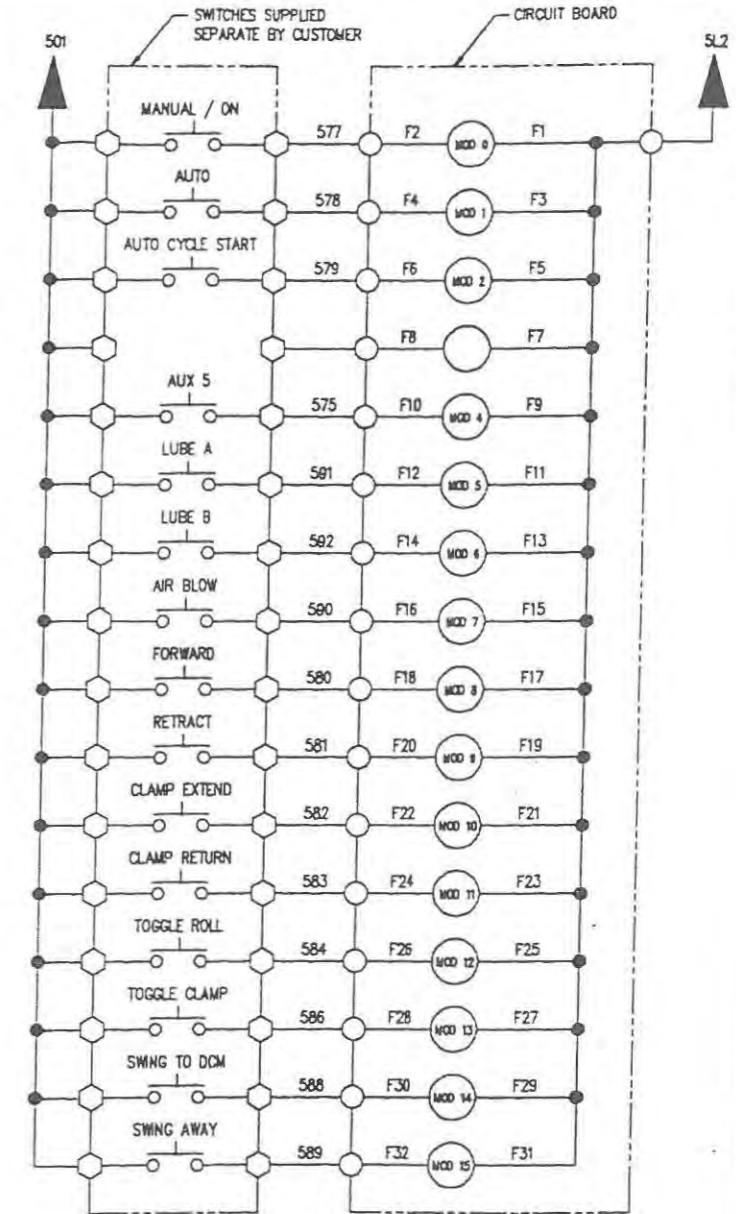 SWITCHES SUPPLIED
SEPARATE BY CUSTOMER
CIRCUIT BOARD
501
5L2
MANUAL / ON
577 F2 MOD 0 F1
AUTO
578 F4 MOD 1 F3
AUTO CYCLE START
579 F6 MOD 2 F5
F8 F7
AUX 5
575 F10 MOD 4 F9
LUBE A
591 F12 MOD 5 F11
LUBE B
592 F14 MOD 6 F13
AIR BLOW
590 F16 MOD 7 F15
FORWARD
580 F18 MOD 8 F17
RETRACT
581 F20 MOD 9 F19
CLAMP EXTEND
582 F22 MOD 10 F21
CLAMP RETURN
583 F24 MOD 11 F23
TOGGLE ROLL
584 F26 MOD 12 F25
TOGGLE CLAMP
586 F28 MOD 13 F27
SWING TO DCM
588 F30 MOD 14 F29
SWING AWAY
589 F32 MOD 15 F31